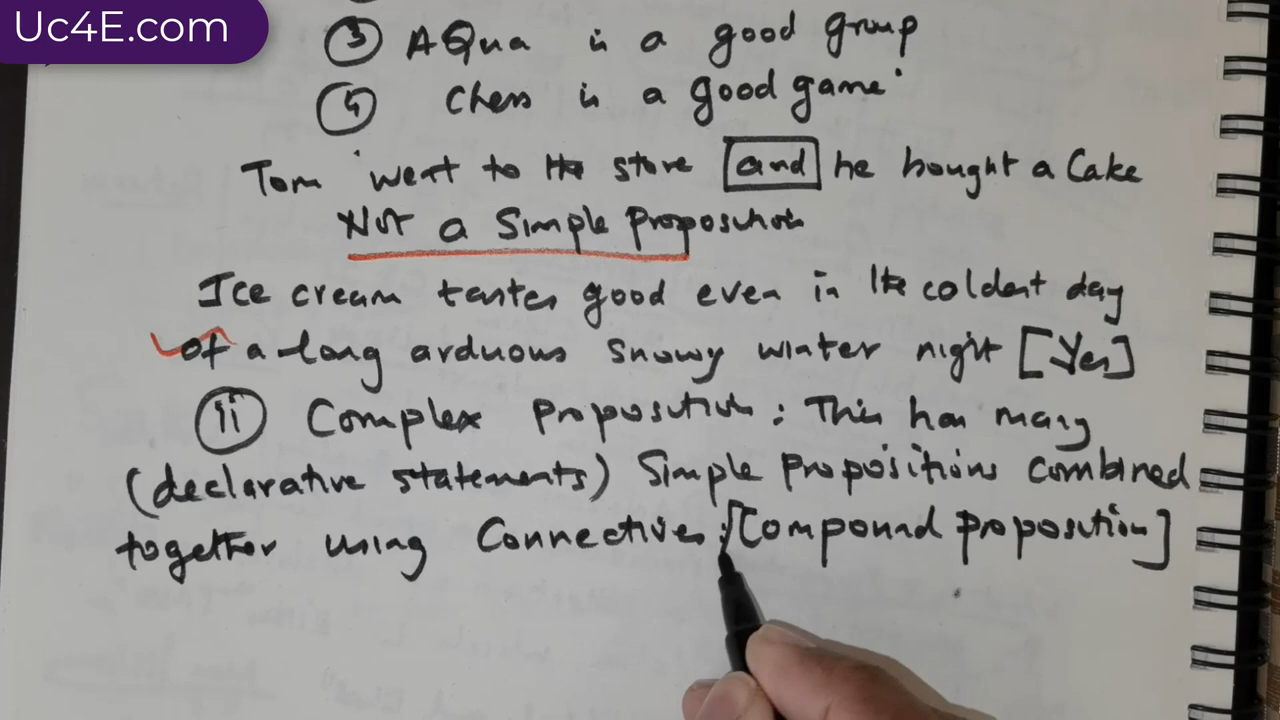 Uc4E.com
③ AQua is a good group
④ Chess is a good game
Tom went to the store and he bought a Cake
Not a Simple Proposition
Ice cream tastes good even in the coldest day
of a long arduous snowy winter night [Yes]
ii Complex Proposition : This has many
(declarative statements) Simple propositions combined
together using Connectives [Compound proposition]